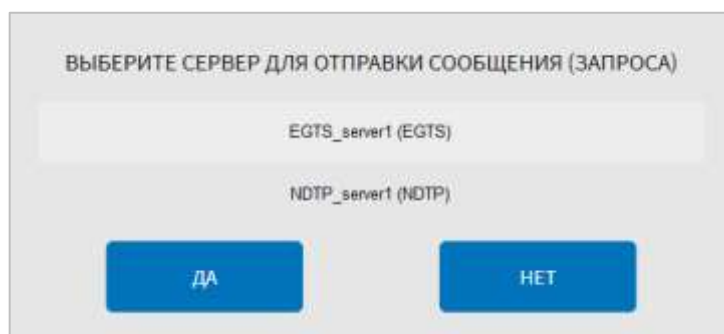 ВЫБЕРИТЕ СЕРВЕР ДЛЯ ОТПРАВКИ СООБЩЕНИЯ (ЗАПРОСА)
EGTS_server1 (EGTS)
NDTP_server1 (NDTP)
ДА НЕТ